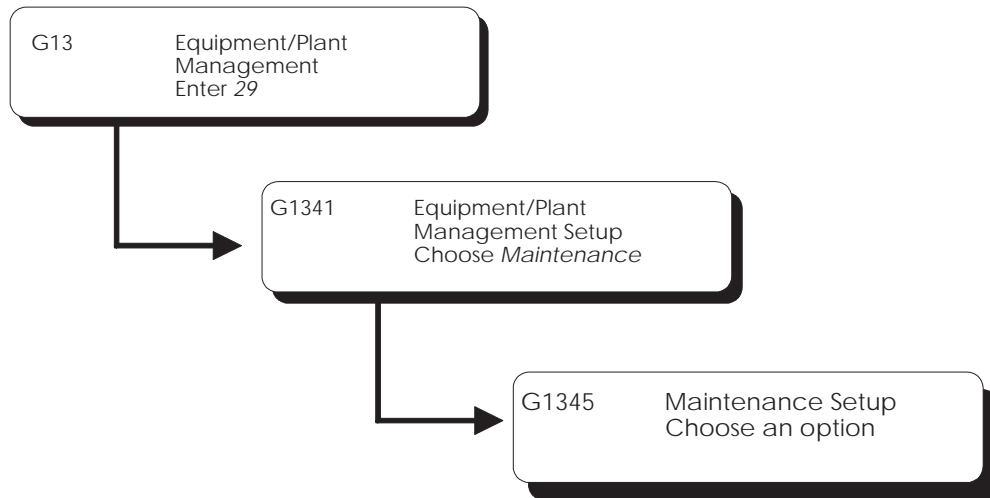 G13 Equipment/Plant
Management
Enter 29
G1341 Equipment/Plant
Management Setup
Choose Maintenance
G1345 Maintenance Setup
Choose an option